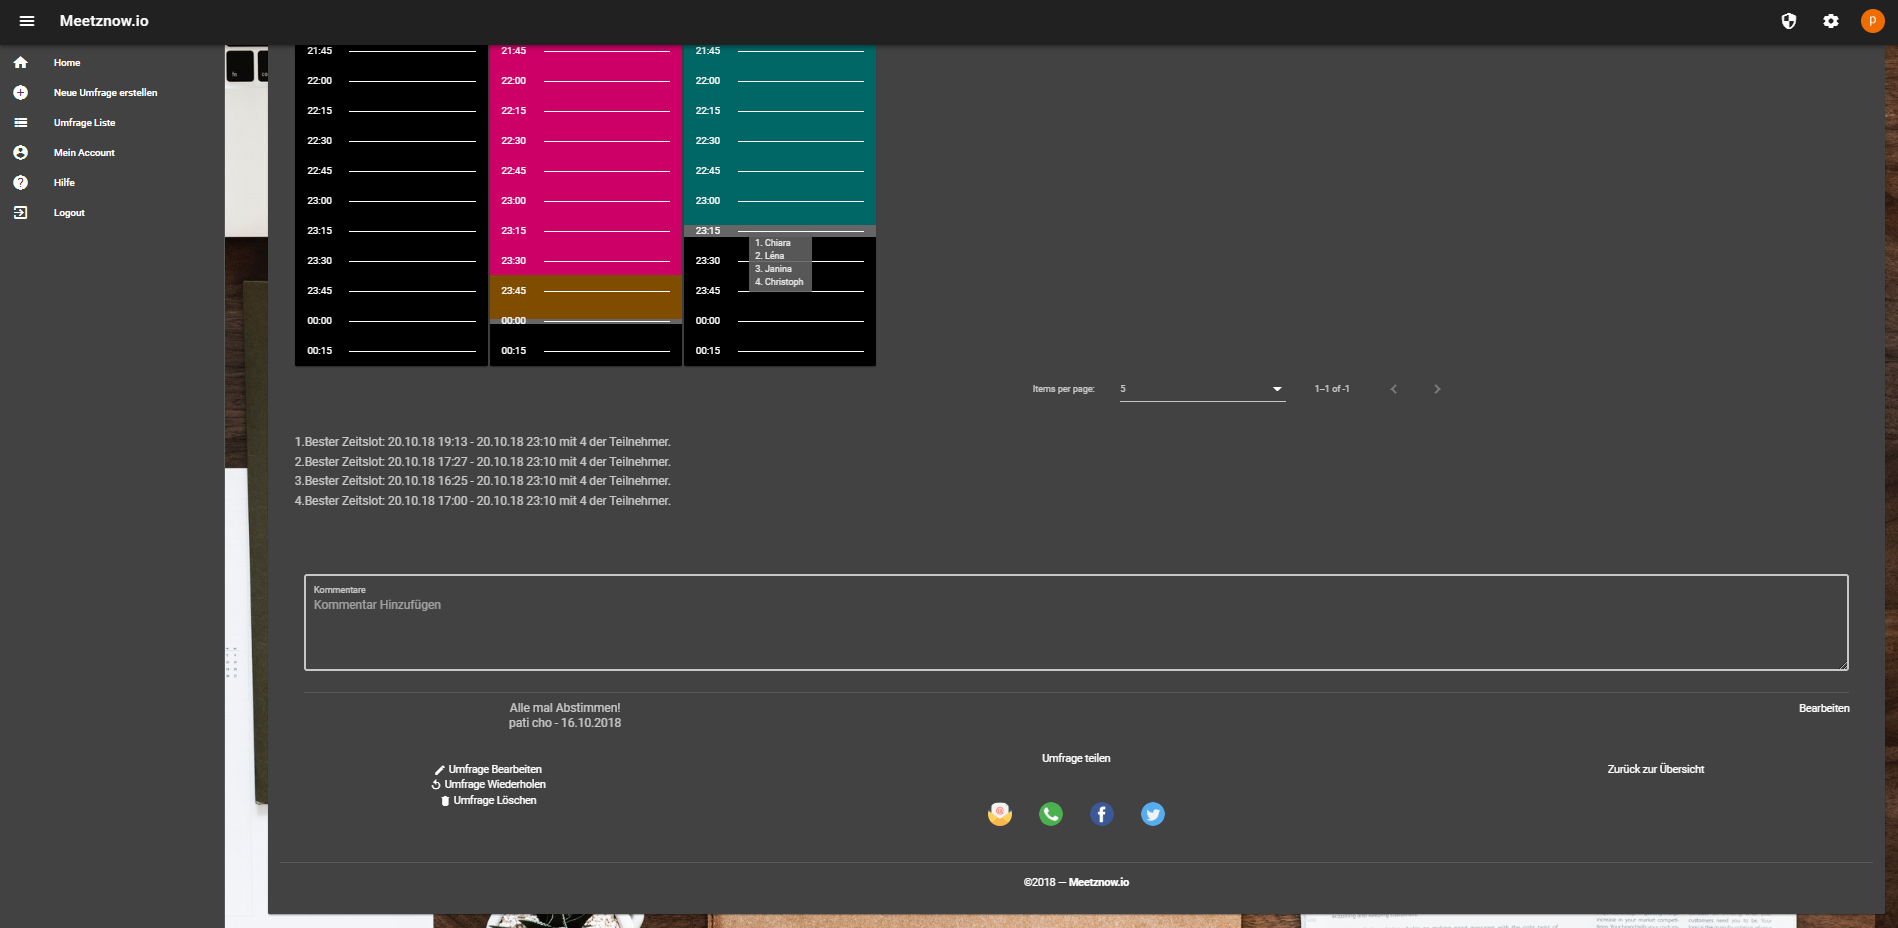 Meetznow.io
P
Home
Neue Umfrage erstellen
Umfrage Liste
Mein Account
Hilfe
Logout
21:45
22:00
22:15
22:30
22:45
23:00
23:15
23:30
23:45
00:00
00:15
21:45
22:00
22:15
22:30
22:45
23:00
23:15
23:30
23:45
00:00
00:15
21:45
22:00
22:15
22:30
22:45
23:00
23:15
1. Chiara
2. Léna
3. Janina
4. Christoph
23:30
23:45
00:00
00:15
Items per page: 5 1–1 of -1
1.Bester Zeitslot: 20.10.18 19:13 - 20.10.18 23:10 mit 4 der Teilnehmer.
2.Bester Zeitslot: 20.10.18 17:27 - 20.10.18 23:10 mit 4 der Teilnehmer.
3.Bester Zeitslot: 20.10.18 16:25 - 20.10.18 23:10 mit 4 der Teilnehmer.
4.Bester Zeitslot: 20.10.18 17:00 - 20.10.18 23:10 mit 4 der Teilnehmer.
Kommentare
Kommentar Hinzufügen
Alle mal Abstimmen!
pati cho - 16.10.2018
Bearbeiten
Umfrage Bearbeiten
Umfrage Wiederholen
Umfrage Löschen
Umfrage teilen
Zurück zur Übersicht
©2018 — Meetznow.io